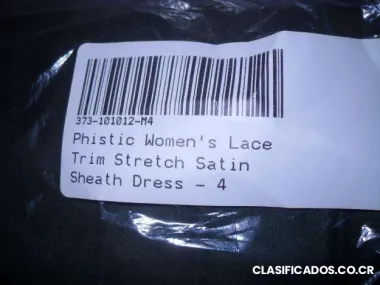 373-101012-M4
Phistic Women's Lace
Trim Stretch Satin
Sheath Dress - 4
CLASIFICADOS.CO.CR